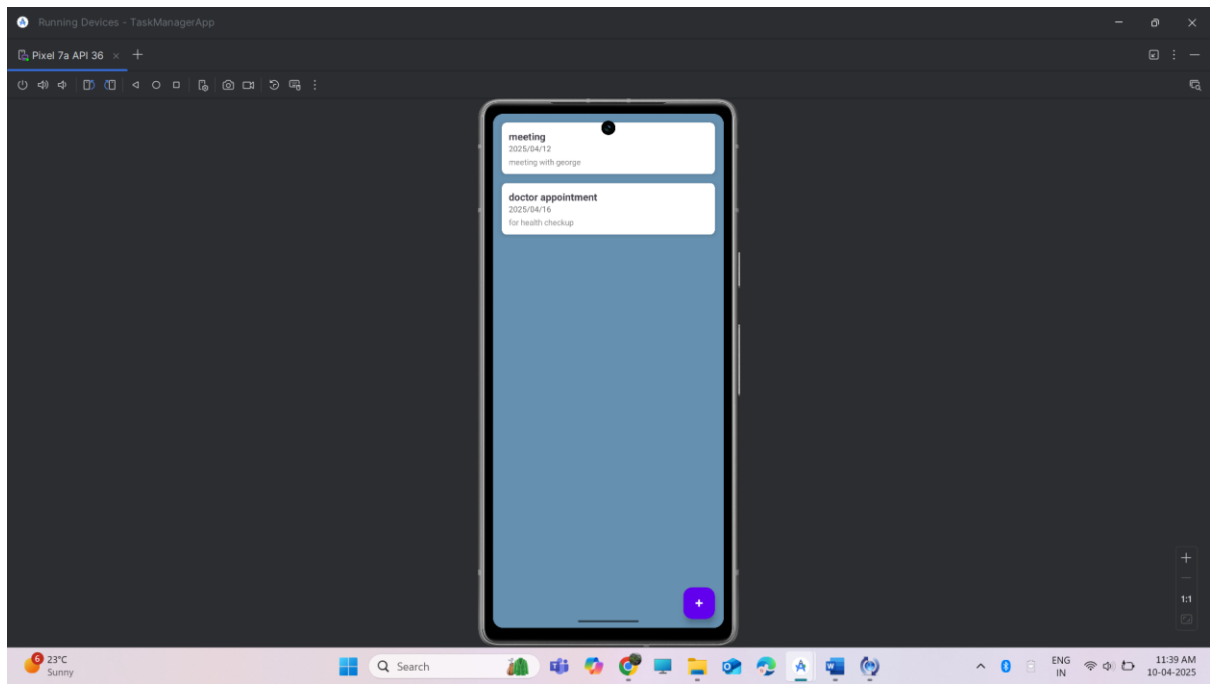 Running Devices - TaskManagerApp
Pixel 7a API 36
meeting
2025/04/12
meeting with george
doctor appointment
2025/04/16
for health checkup
1:1
6
23°C
Sunny
Search
ENG
IN
11:39 AM
10-04-2025